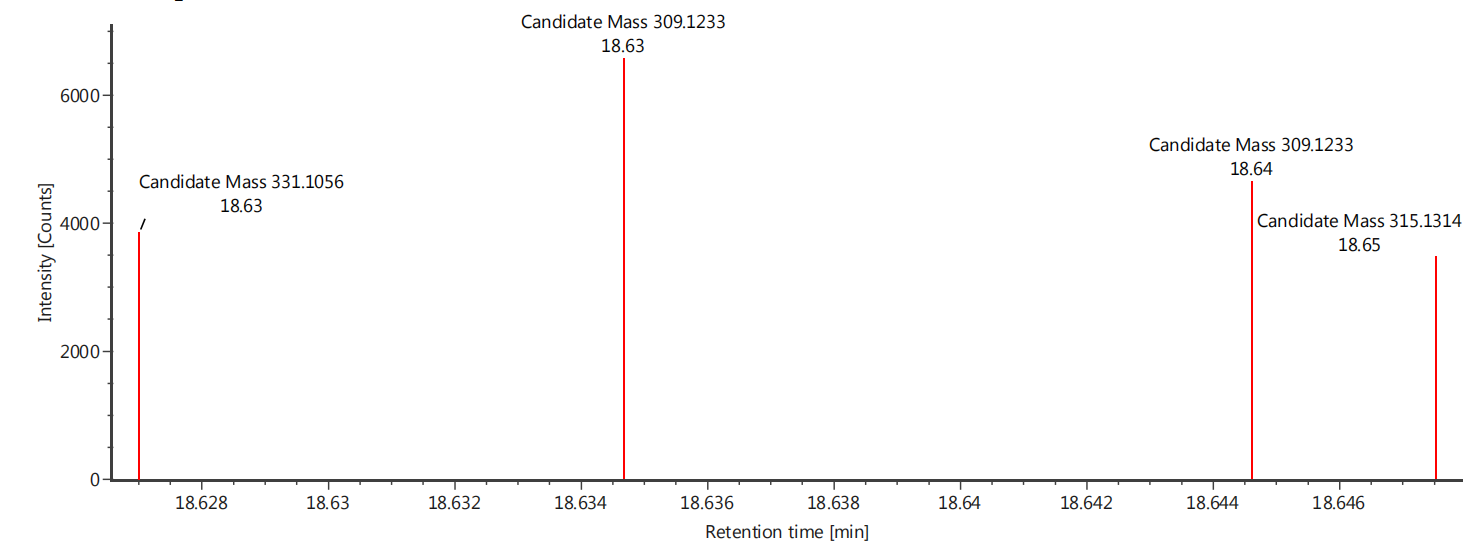 Candidate Mass 309.1233
18.63
Candidate Mass 309.1233
18.64
Candidate Mass 331.1056
18.63
Candidate Mass 315.1314
18.65
Intensity [Counts]
6000
4000
2000
0
18.628 18.63 18.632 18.634 18.636 18.638 18.64 18.642 18.644 18.646
Retention time [min]